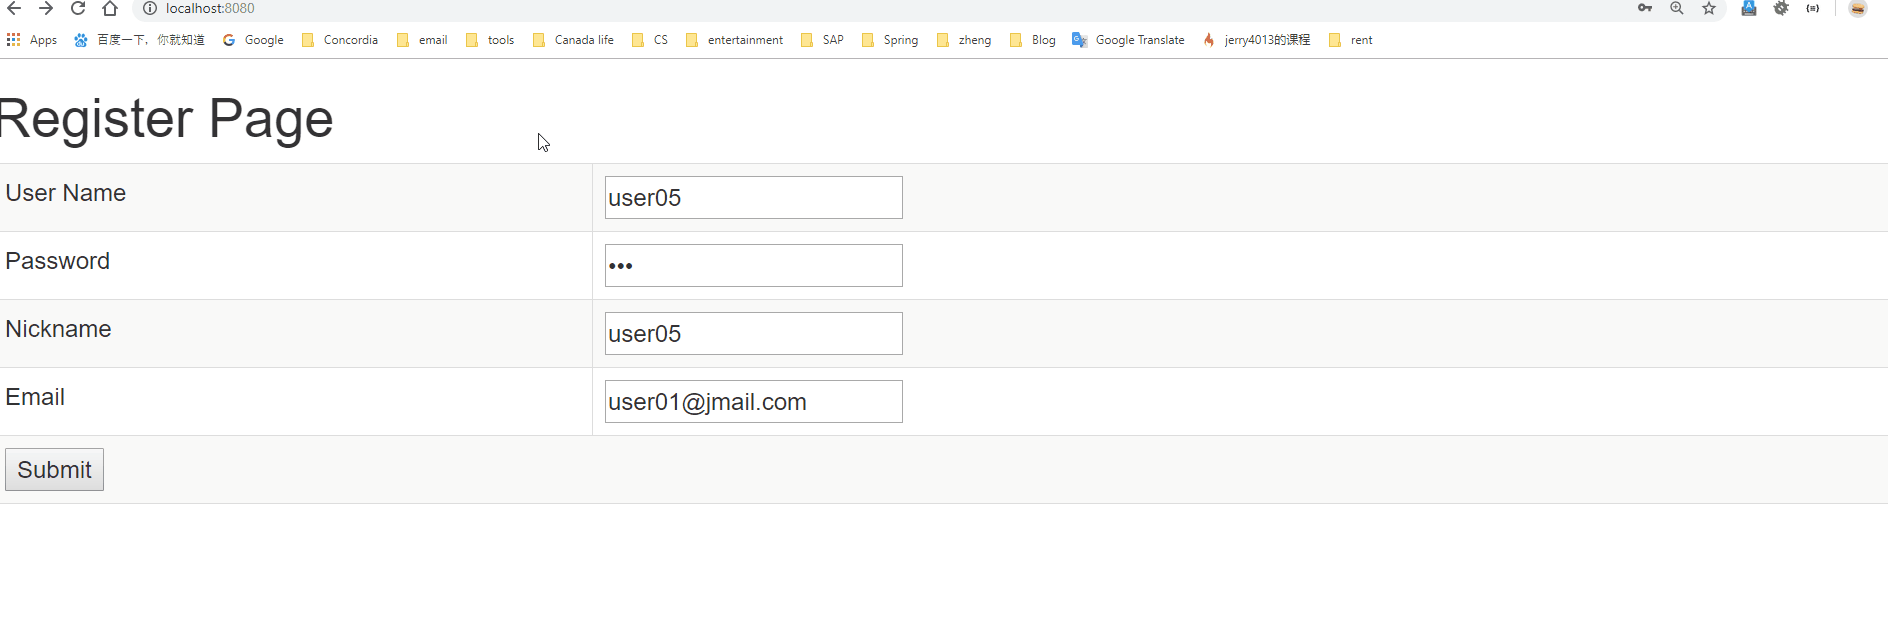 localhost:8080
Apps 百度一下，你就知道 Google Concordia email tools Canada life CS entertainment SAP Spring zheng Blog Google Translate jerry4013的课程 rent
Register Page
User Name user05
Password •••
Nickname user05
Email user01@jmail.com
Submit